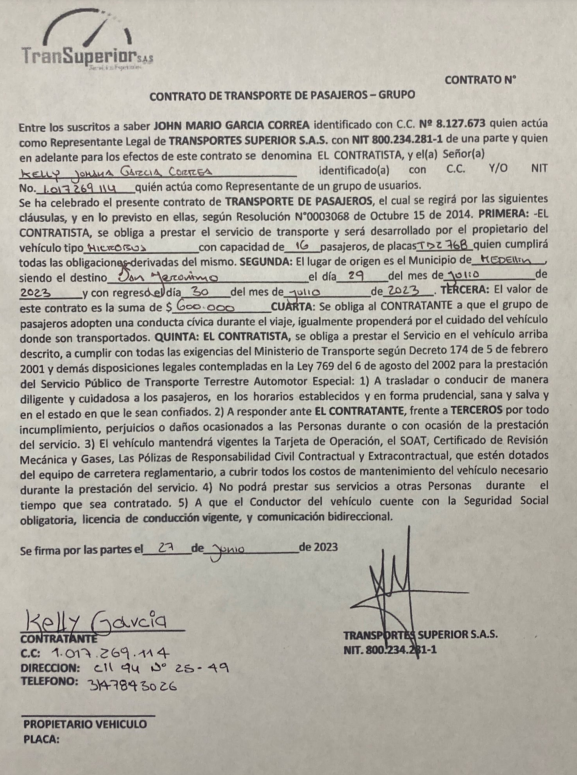 TranSuperior S.A.S
CONTRATO N°
CONTRATO DE TRANSPORTE DE PASAJEROS – GRUPO
Entre los suscritos a saber JOHN MARIO GARCIA CORREA identificado con C.C. Nº 8.127.673 quien actúa
como Representante Legal de TRANSPORTES SUPERIOR S.A.S. con NIT 800.234.281-1 de una parte y quien
en adelante para los efectos de este contrato se denomina EL CONTRATISTA, y el(a) Señor(a)
Kelly Johana Garcia Correa identificado(a) con C.C. Y/O NIT
No. 1.017269 114 quién actúa como Representante de un grupo de usuarios.
Se ha celebrado el presente contrato de TRANSPORTE DE PASAJEROS, el cual se regirá por las siguientes
cláusulas, y en lo previsto en ellas, según Resolución N°0003068 de Octubre 15 de 2014. PRIMERA: -EL
CONTRATISTA, se obliga a prestar el servicio de transporte y será desarrollado por el propietario del
vehículo tipo Microbus con capacidad de 16 pasajeros, de placas TDZ 768 quien cumplirá
todas las obligaciones derivadas del mismo. SEGUNDA: El lugar de origen es el Municipio de MEDELLIN,
siendo el destino San Jeronimo el día 29 del mes de Julio de
2023 y con regreso el día 30 del mes de Julio de 2023. TERCERA: El valor de
este contrato es la suma de $ 600.000 CUARTA: Se obliga al CONTRATANTE a que el grupo de
pasajeros adopten una conducta cívica durante el viaje, igualmente propenderá por el cuidado del vehículo
donde son transportados. QUINTA: EL CONTRATISTA, se obliga a prestar el Servicio en el vehículo arriba
descrito, a cumplir con todas las exigencias del Ministerio de Transporte según Decreto 174 de 5 de febrero
2001 y demás disposiciones legales contempladas en la Ley 769 del 6 de agosto del 2002 para la prestación
del Servicio Público de Transporte Terrestre Automotor Especial: 1) A trasladar o conducir de manera
diligente y cuidadosa a los pasajeros, en los horarios establecidos y en forma prudencial, sana y salva y
en el estado en que le sean confiados. 2) A responder ante EL CONTRATANTE, frente a TERCEROS por todo
incumplimiento, perjuicios o daños ocasionados a las Personas durante o con ocasión de la prestación
del servicio. 3) El vehículo mantendrá vigentes la Tarjeta de Operación, el SOAT, Certificado de Revisión
Mecánica y Gases, Las Pólizas de Responsabilidad Civil Contractual y Extracontractual, que estén dotados
del equipo de carretera reglamentario, a cubrir todos los costos de mantenimiento del vehículo necesario
durante la prestación del servicio. 4) No podrá prestar sus servicios a otras Personas durante el
tiempo que sea contratado. 5) A que el Conductor del vehículo cuente con la Seguridad Social
obligatoria, licencia de conducción vigente, y comunicación bidireccional.
Se firma por las partes el 27 de Junio de 2023
Kelly Garcia
CONTRATANTE
C.C: 1.017.269.114
DIRECCION: Cll 94 Nº 25-49
TELEFONO: 3147843026
TRANSPORTES SUPERIOR S.A.S.
NIT. 800.234.281-1
PROPIETARIO VEHICULO
PLACA: